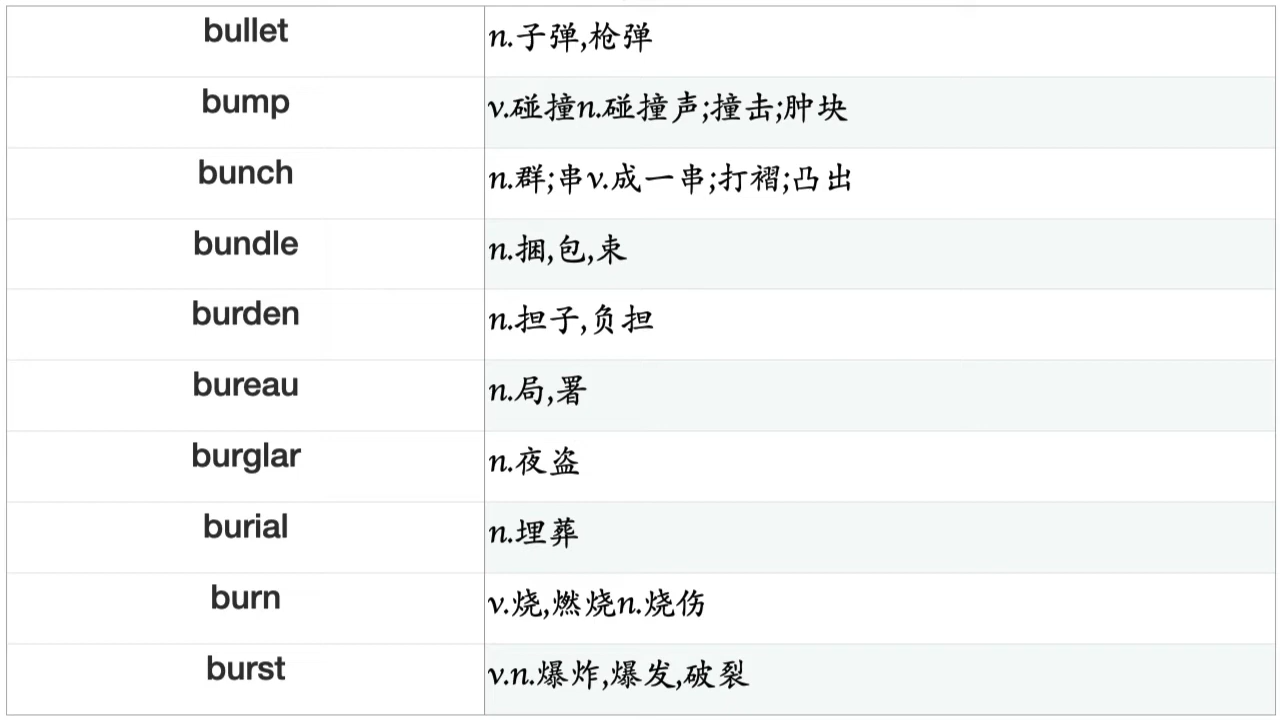 bullet n.子弹,枪弹
bump v.碰撞n.碰撞声;撞击;肿块
bunch n.群;串v.成一串;打褶;凸出
bundle n.捆,包,束
burden n.担子,负担
bureau n.局,署
burglar n.夜盗
burial n.埋葬
burn v.烧,燃烧n.烧伤
burst v.n.爆炸,爆发,破裂